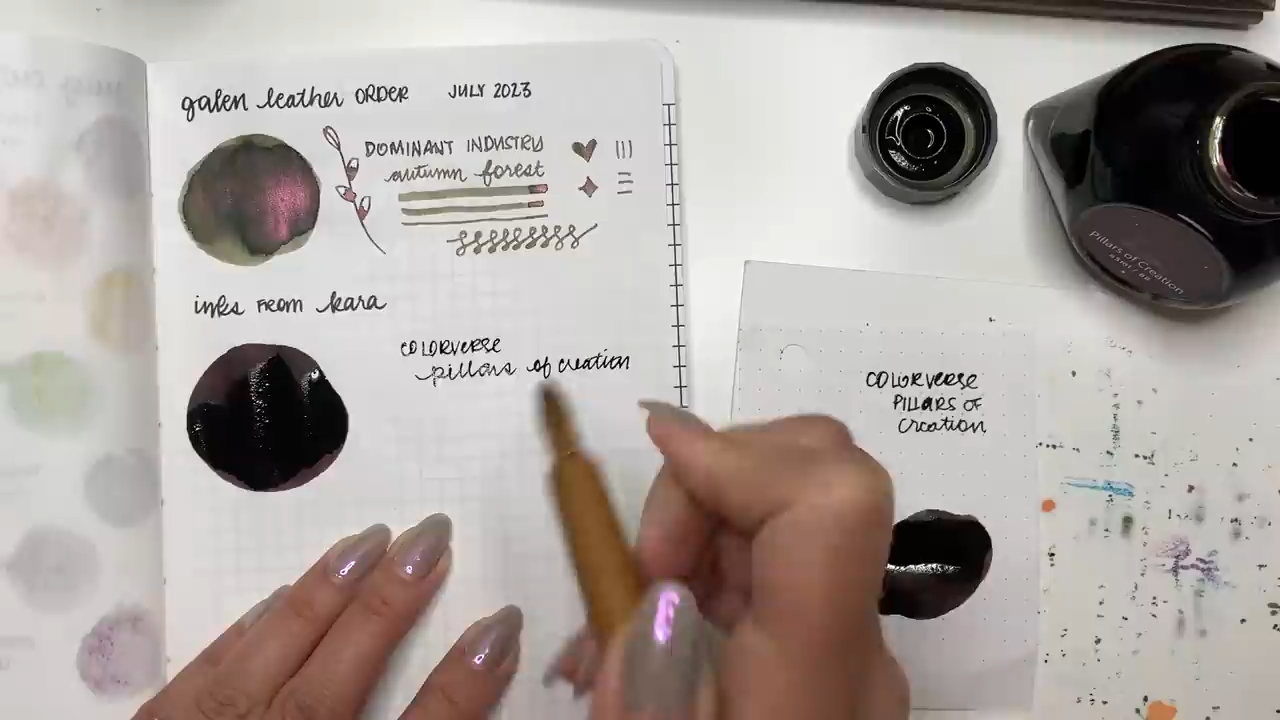 galen leather ORDER JULY 2023
DOMINANT INDUSTRY
autumn forest
inks FROM kara
COLORVERSE
pillars of creation
Pillars of Creation
COLORVERSE
PILLARS OF
Creation